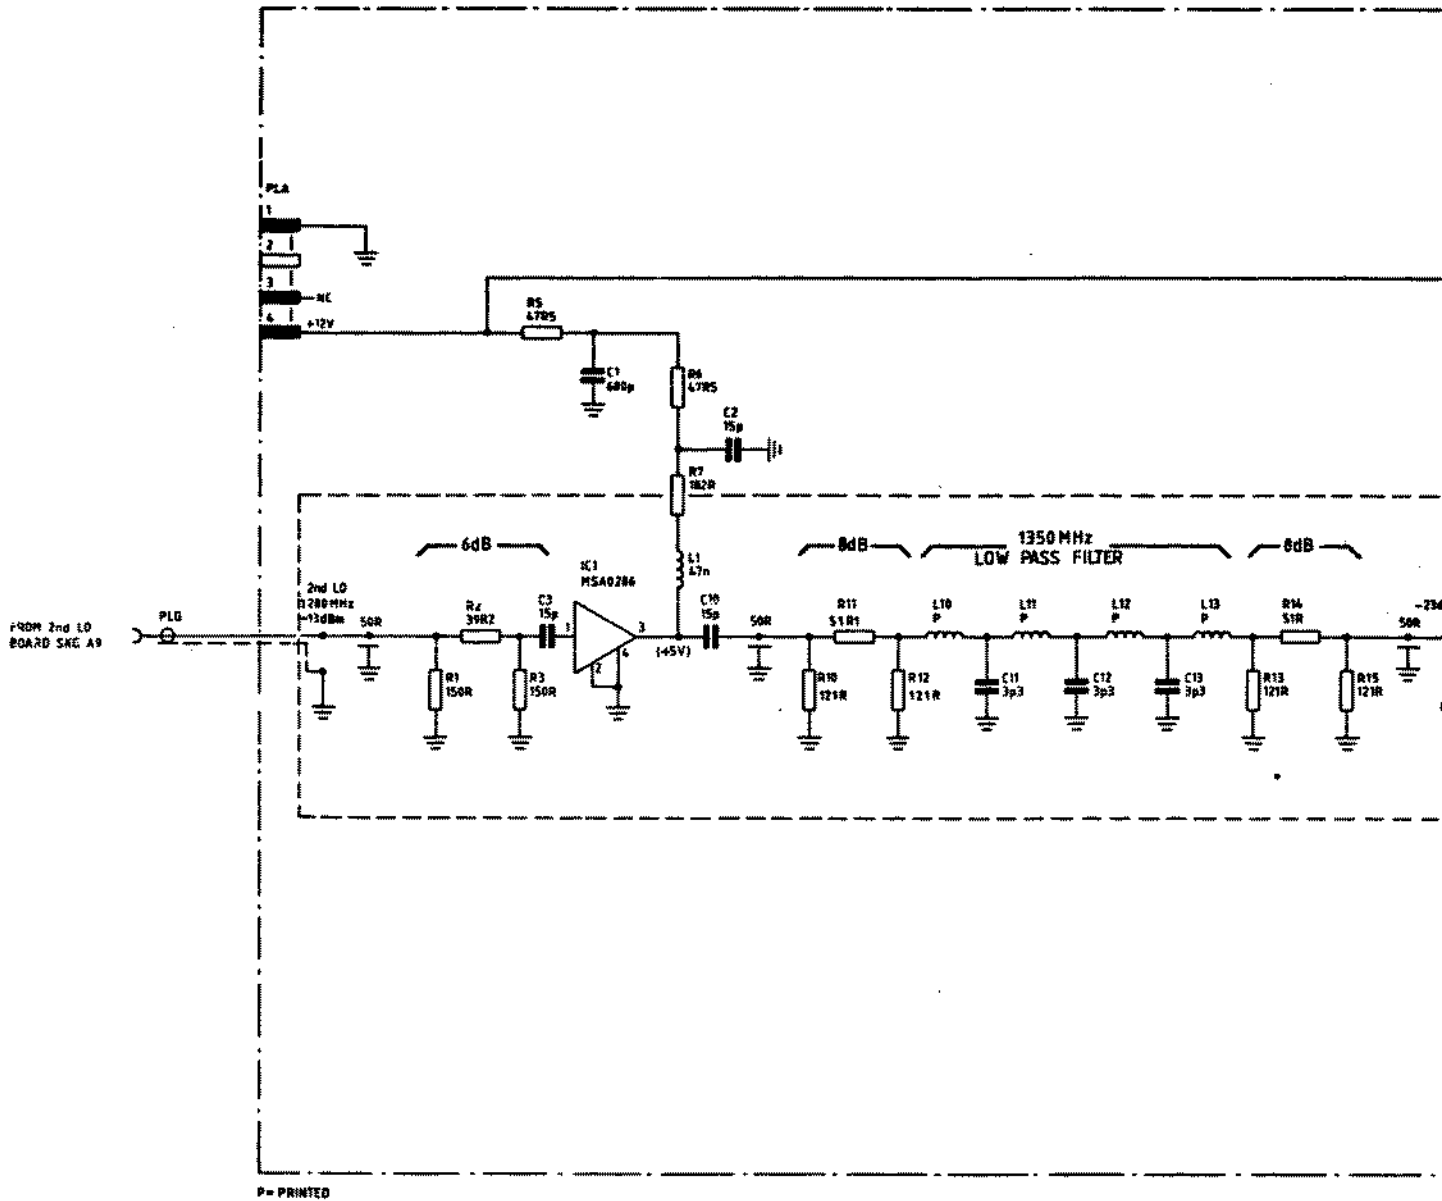 PLA
1
2
3
NC
4
+12V
R5
47R5
C1
680p
R6
47R5
C2
15p
R7
182R
6dB
8dB
1350 MHz
LOW PASS FILTER
8dB
IC1
MSA0286
L1
47n
2nd LO
1280MHz
-13dBm
50R
R2
39R2
C3
15p
1
3
2
4
(+5V)
C10
15p
50R
R11
51R1
L10
P
L11
P
L12
P
L13
P
R14
51R
50R
PLG
FROM 2nd LO
BOARD SKG A9
R1
150R
R3
150R
R10
121R
R12
121R
C11
3p3
C12
3p3
C13
3p3
R13
121R
R15
121R
P= PRINTED